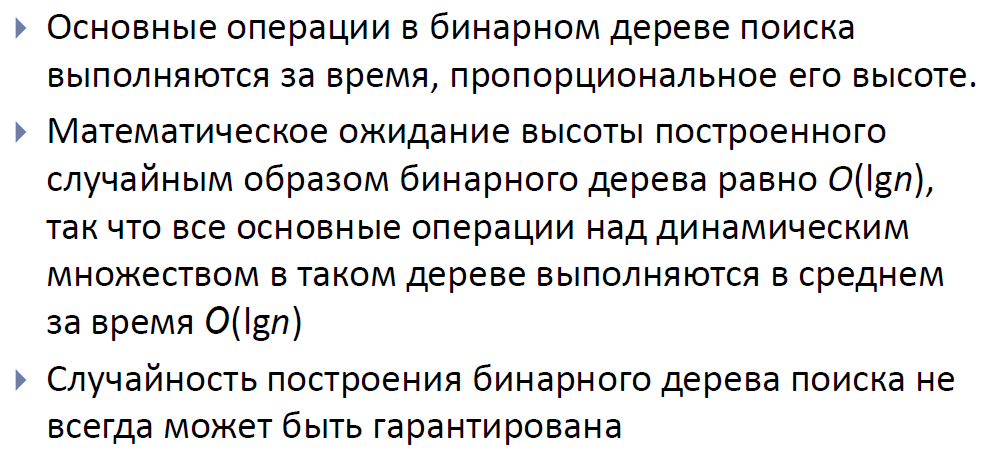 Основные операции в бинарном дереве поиска
выполняются за время, пропорциональное его высоте.
Математическое ожидание высоты построенного
случайным образом бинарного дерева равно O(lgn),
так что все основные операции над динамическим
множеством в таком дереве выполняются в среднем
за время O(lgn)
Случайность построения бинарного дерева поиска не
всегда может быть гарантирована